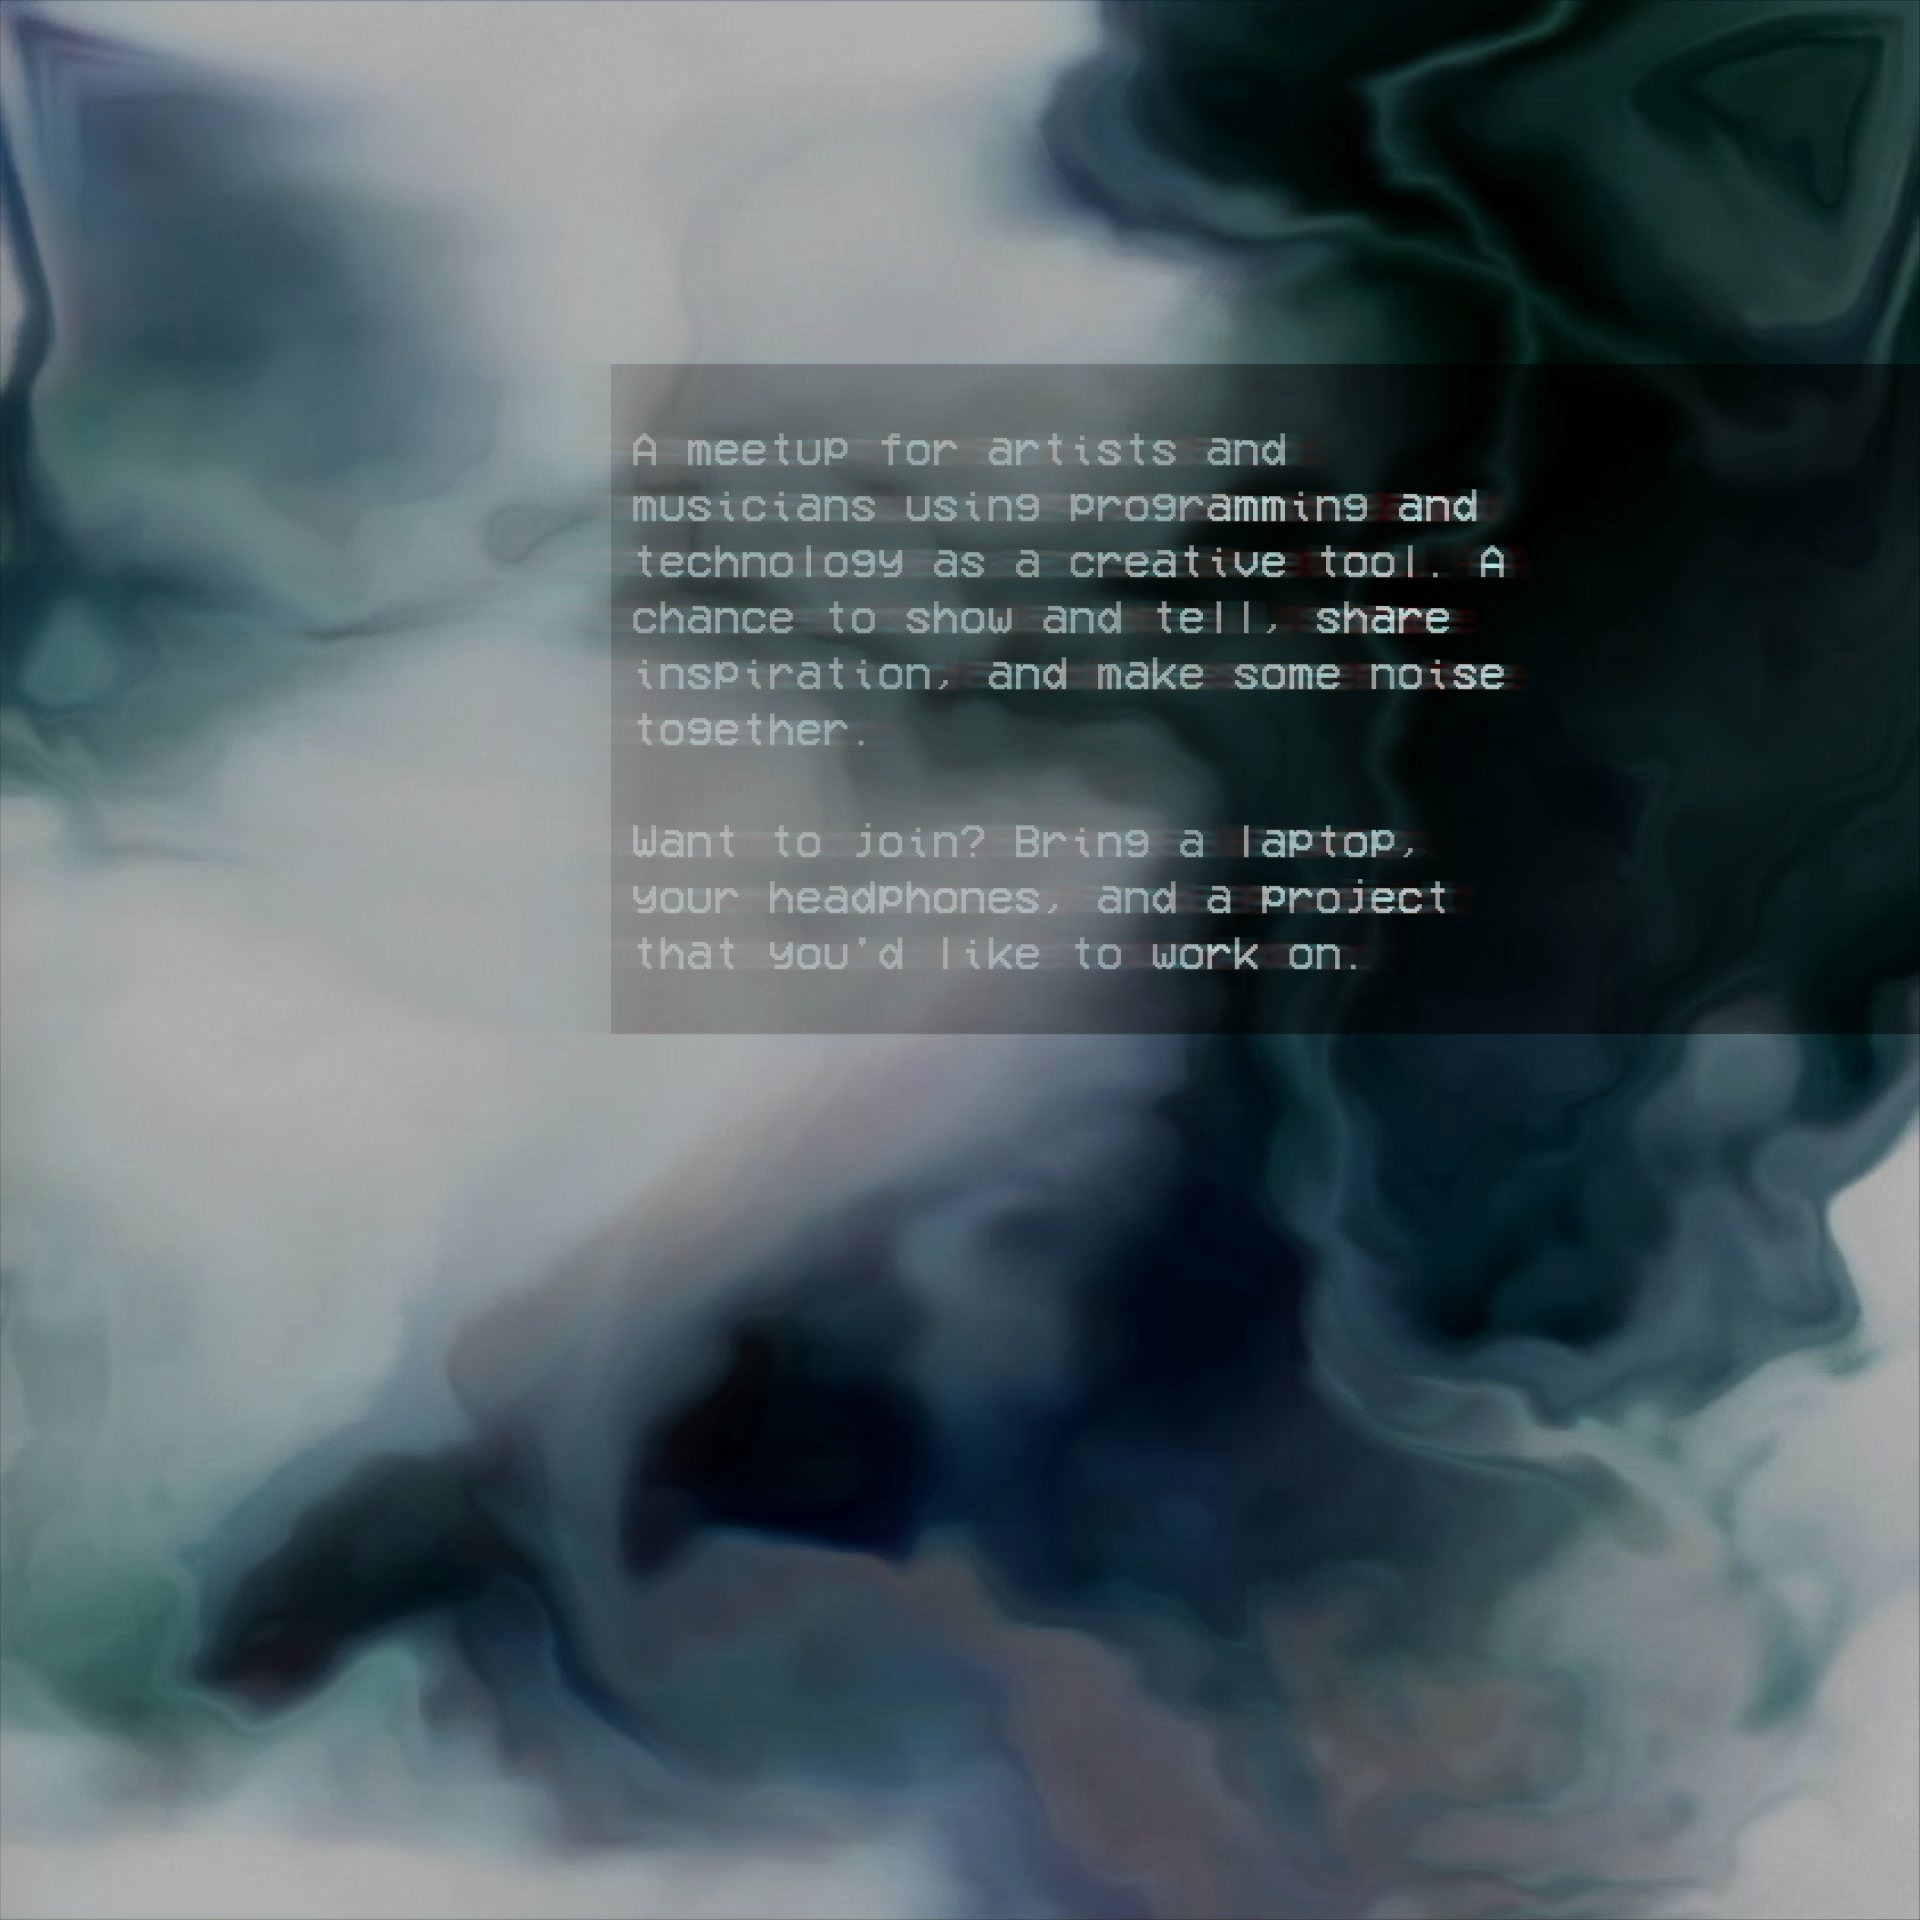 A meetup for artists and
musicians using programming and
technology as a creative tool. A
chance to show and tell, share
inspiration, and make some noise
together.
Want to join? Bring a laptop,
your headphones, and a project
that you'd like to work on.